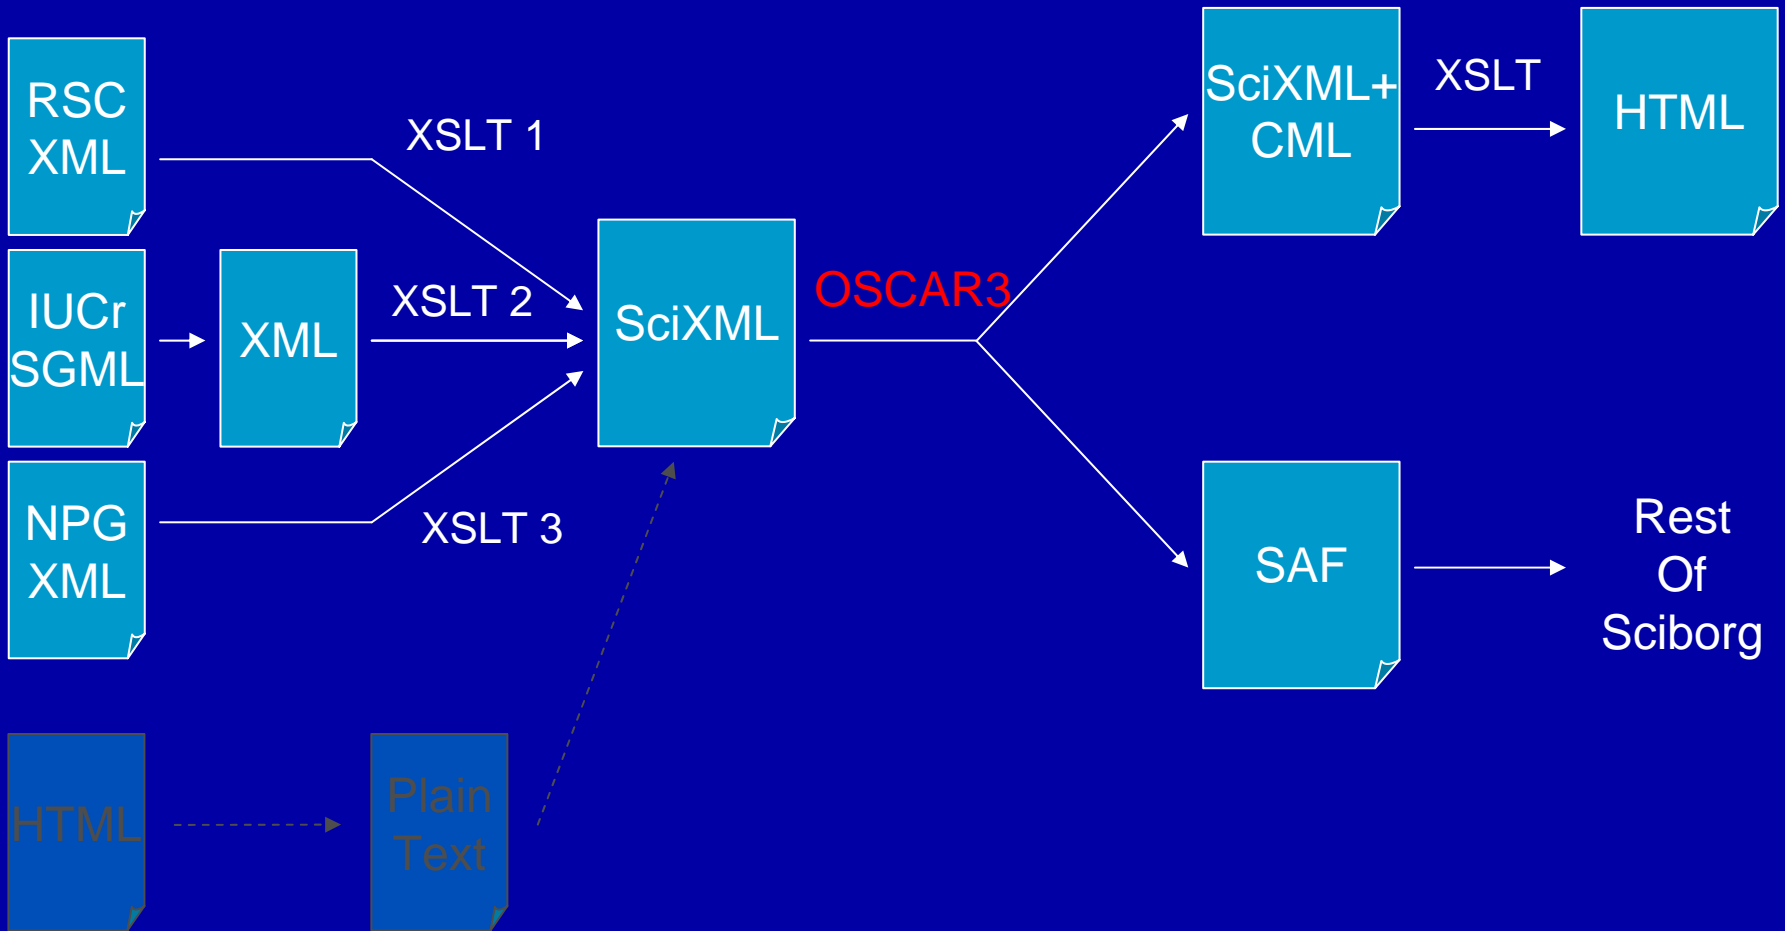 RSC
XML
XSLT 1
IUCr
SGML
XML
XSLT 2
NPG
XML
XSLT 3
SciXML
OSCAR3
SciXML+
CML
XSLT
HTML
SAF
Rest
Of
Sciborg
HTML
Plain
Text